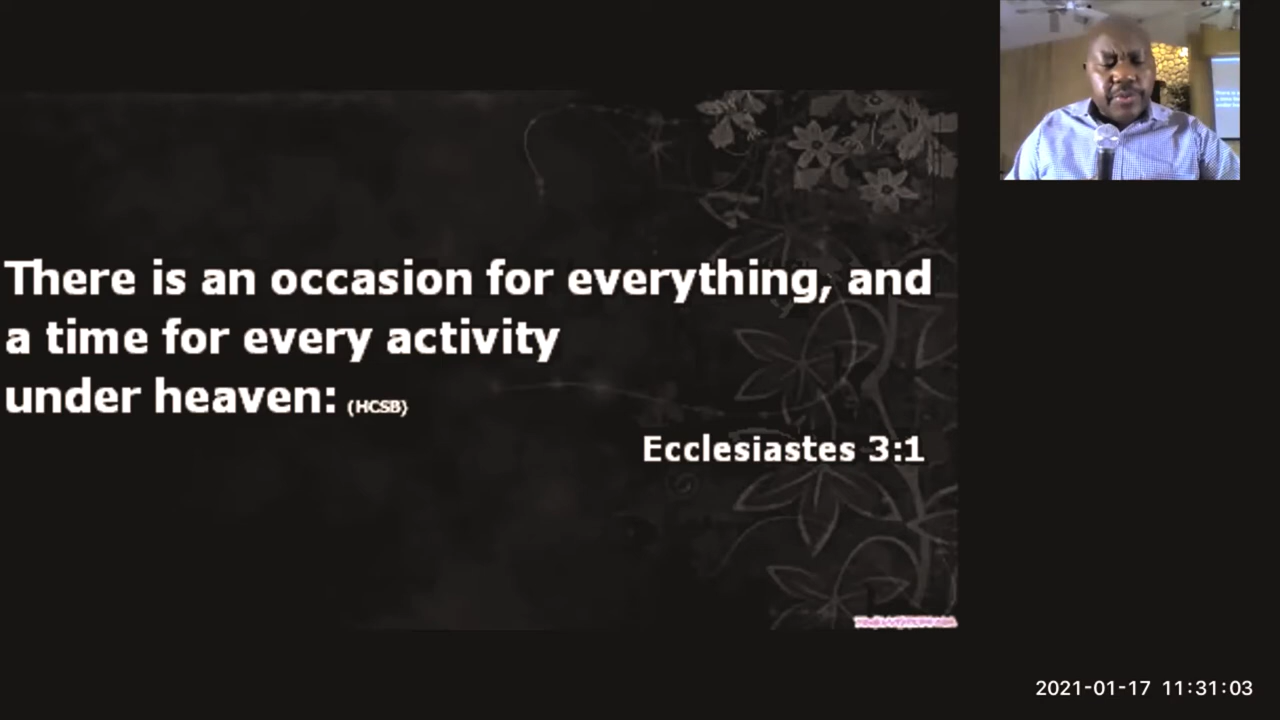 There is an occasion for everything, and
a time for every activity
under heaven: (HCSB)
Ecclesiastes 3:1
2021-01-17 11:31:03